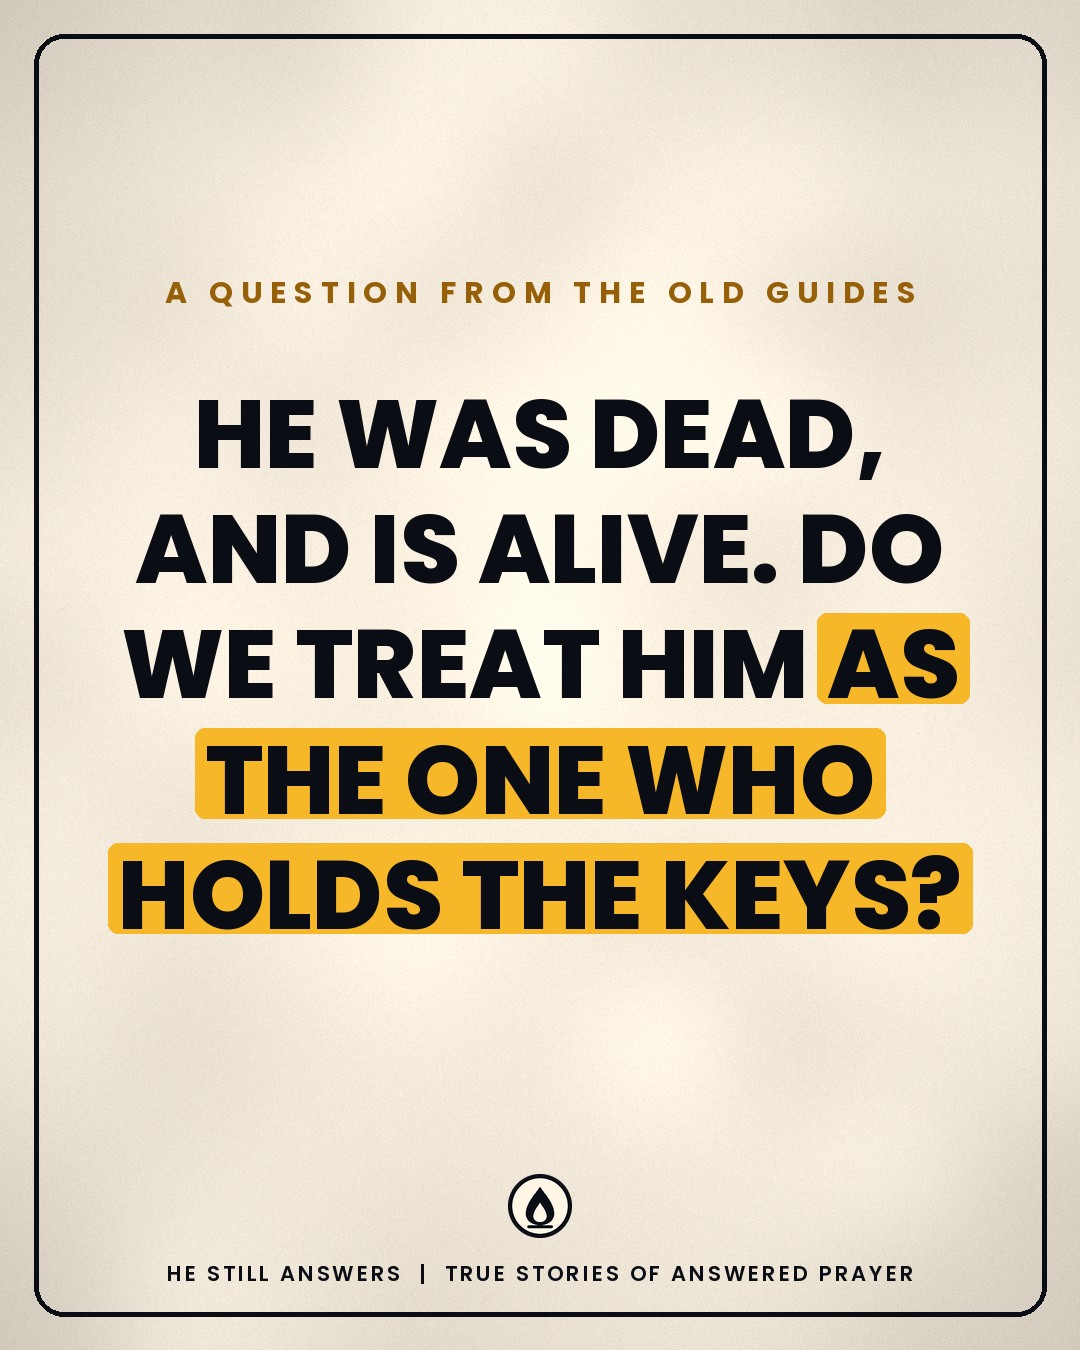 A QUESTION FROM THE OLD GUIDES
HE WAS DEAD,
AND IS ALIVE. DO
WE TREAT HIM AS
THE ONE WHO
HOLDS THE KEYS?
HE STILL ANSWERS | TRUE STORIES OF ANSWERED PRAYER